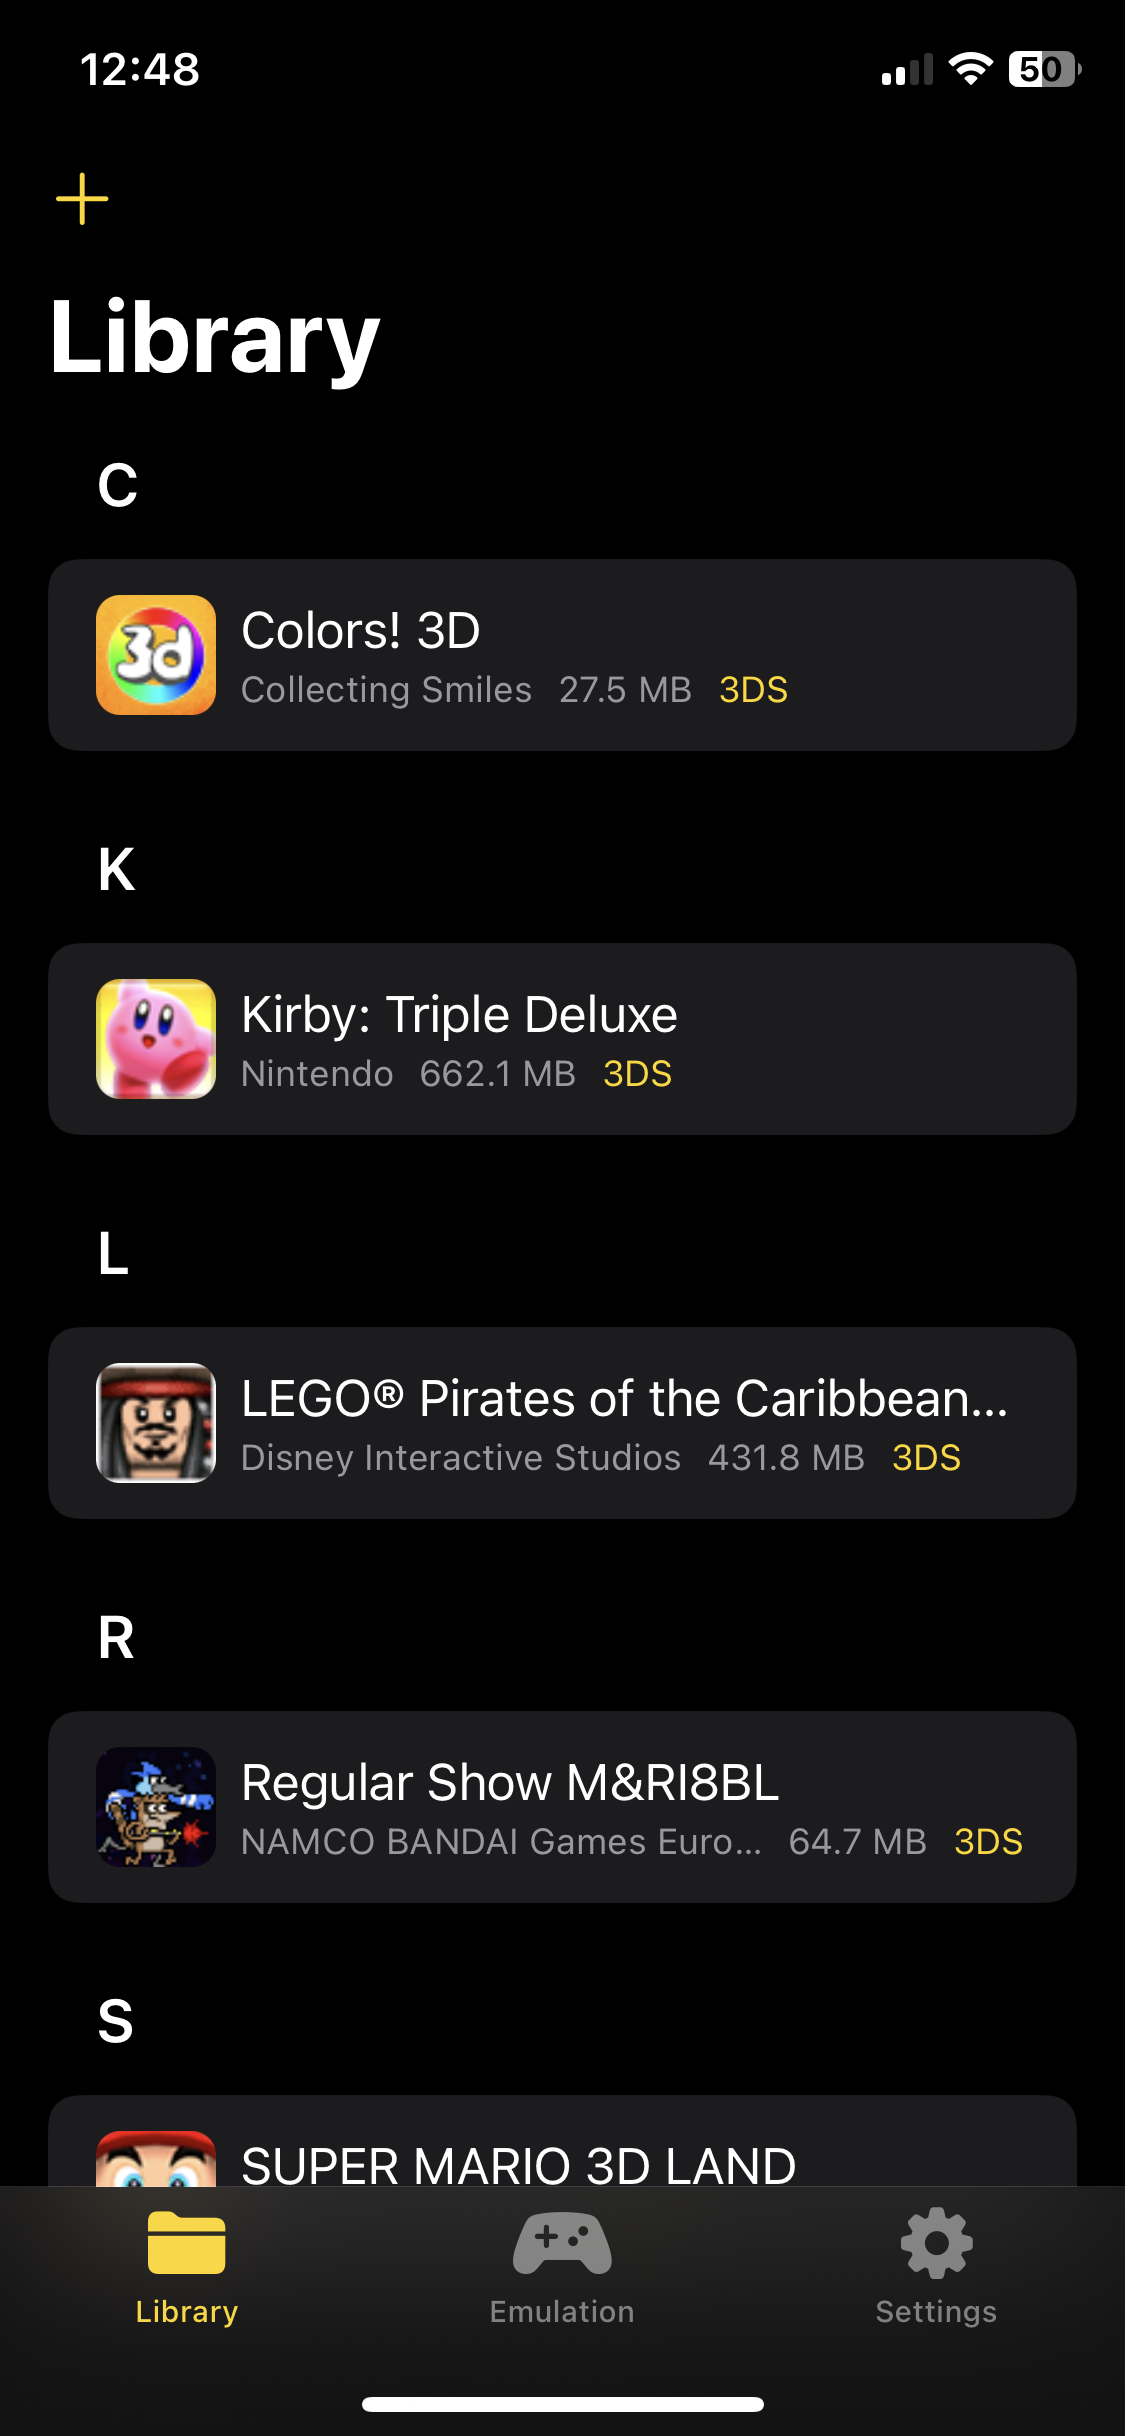 12:48
50
Library
C
3d
Colors! 3D
Collecting Smiles 27.5 MB 3DS
K
Kirby: Triple Deluxe
Nintendo 662.1 MB 3DS
L
LEGO® Pirates of the Caribbean...
Disney Interactive Studios 431.8 MB 3DS
R
Regular Show M&RI8BL
NAMCO BANDAI Games Euro... 64.7 MB 3DS
S
SUPER MARIO 3D LAND
Library Emulation Settings